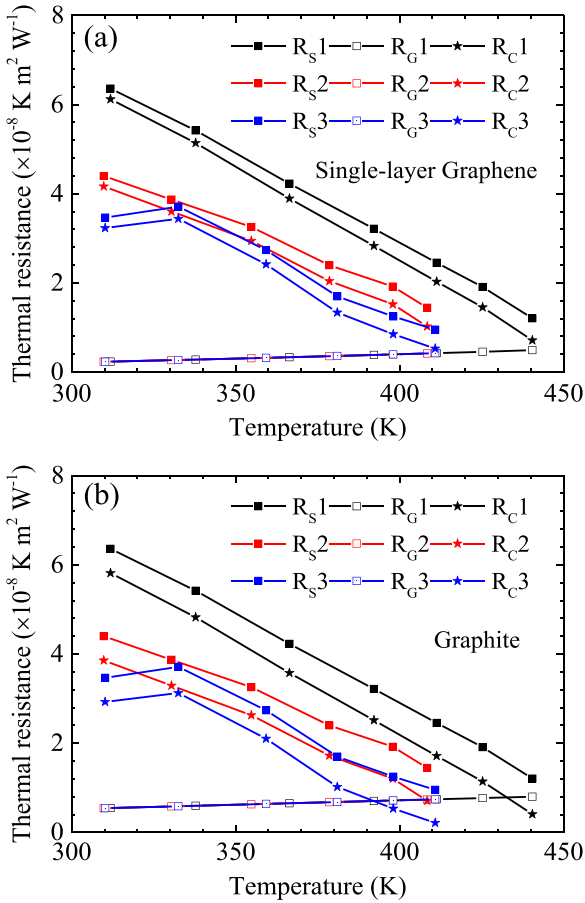 8
(a)
R_S1 R_G1 R_C1
R_S2 R_G2 R_C2
R_S3 R_G3 R_C3
6
Single-layer Graphene
4
2
0
300 350 400 450
Temperature (K)
Thermal resistance (×10⁻⁸ K m² W⁻¹)
8
(b)
R_S1 R_G1 R_C1
R_S2 R_G2 R_C2
R_S3 R_G3 R_C3
6
Graphite
4
2
0
300 350 400 450
Temperature (K)
Thermal resistance (×10⁻⁸ K m² W⁻¹)